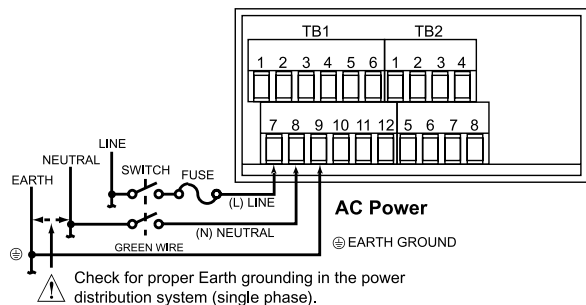 TB1 TB2
1 2 3 4 5 6 1 2 3 4
7 8 9 10 11 12 5 6 7 8
LINE
NEUTRAL
EARTH
SWITCH
FUSE
(L) LINE
(N) NEUTRAL
GREEN WIRE
AC Power
EARTH GROUND
Check for proper Earth grounding in the power
distribution system (single phase).